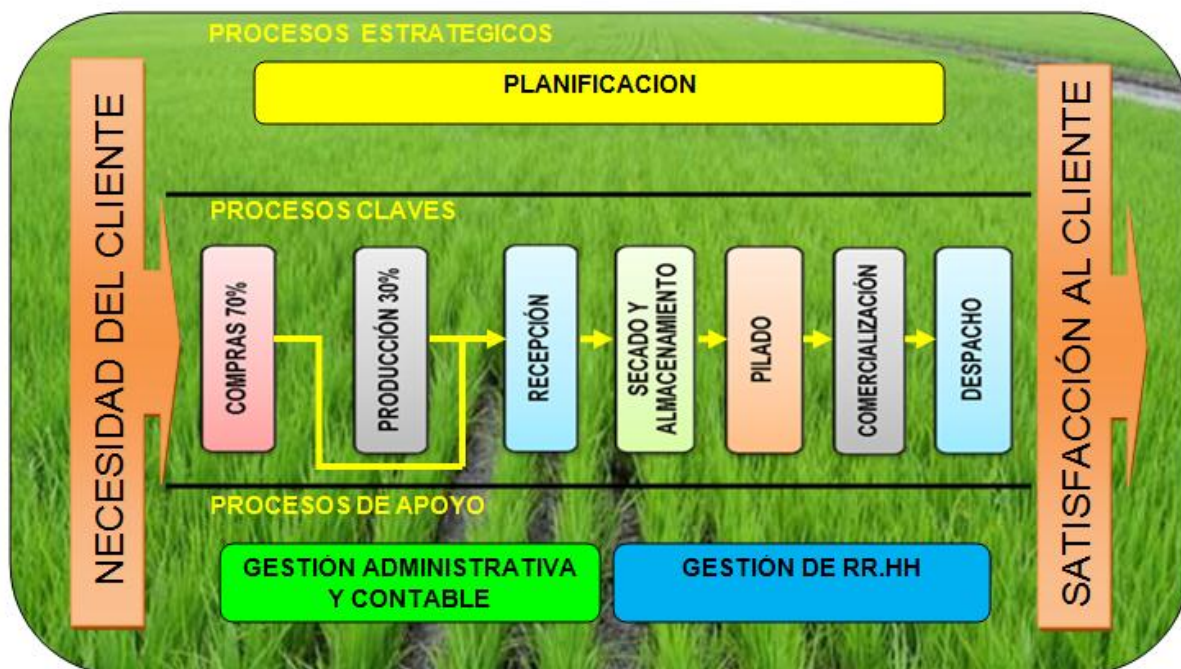 PROCESOS ESTRATEGICOS
PLANIFICACION
NECESIDAD DEL CLIENTE
PROCESOS CLAVES
COMPRAS 70%
PRODUCCIÓN 30%
RECEPCIÓN
SECADO Y
ALMACENAMIENTO
PILADO
COMERCIALIZACIÓN
DESPACHO
SATISFACCIÓN AL CLIENTE
PROCESOS DE APOYO
GESTIÓN ADMINISTRATIVA
Y CONTABLE
GESTIÓN DE RR.HH